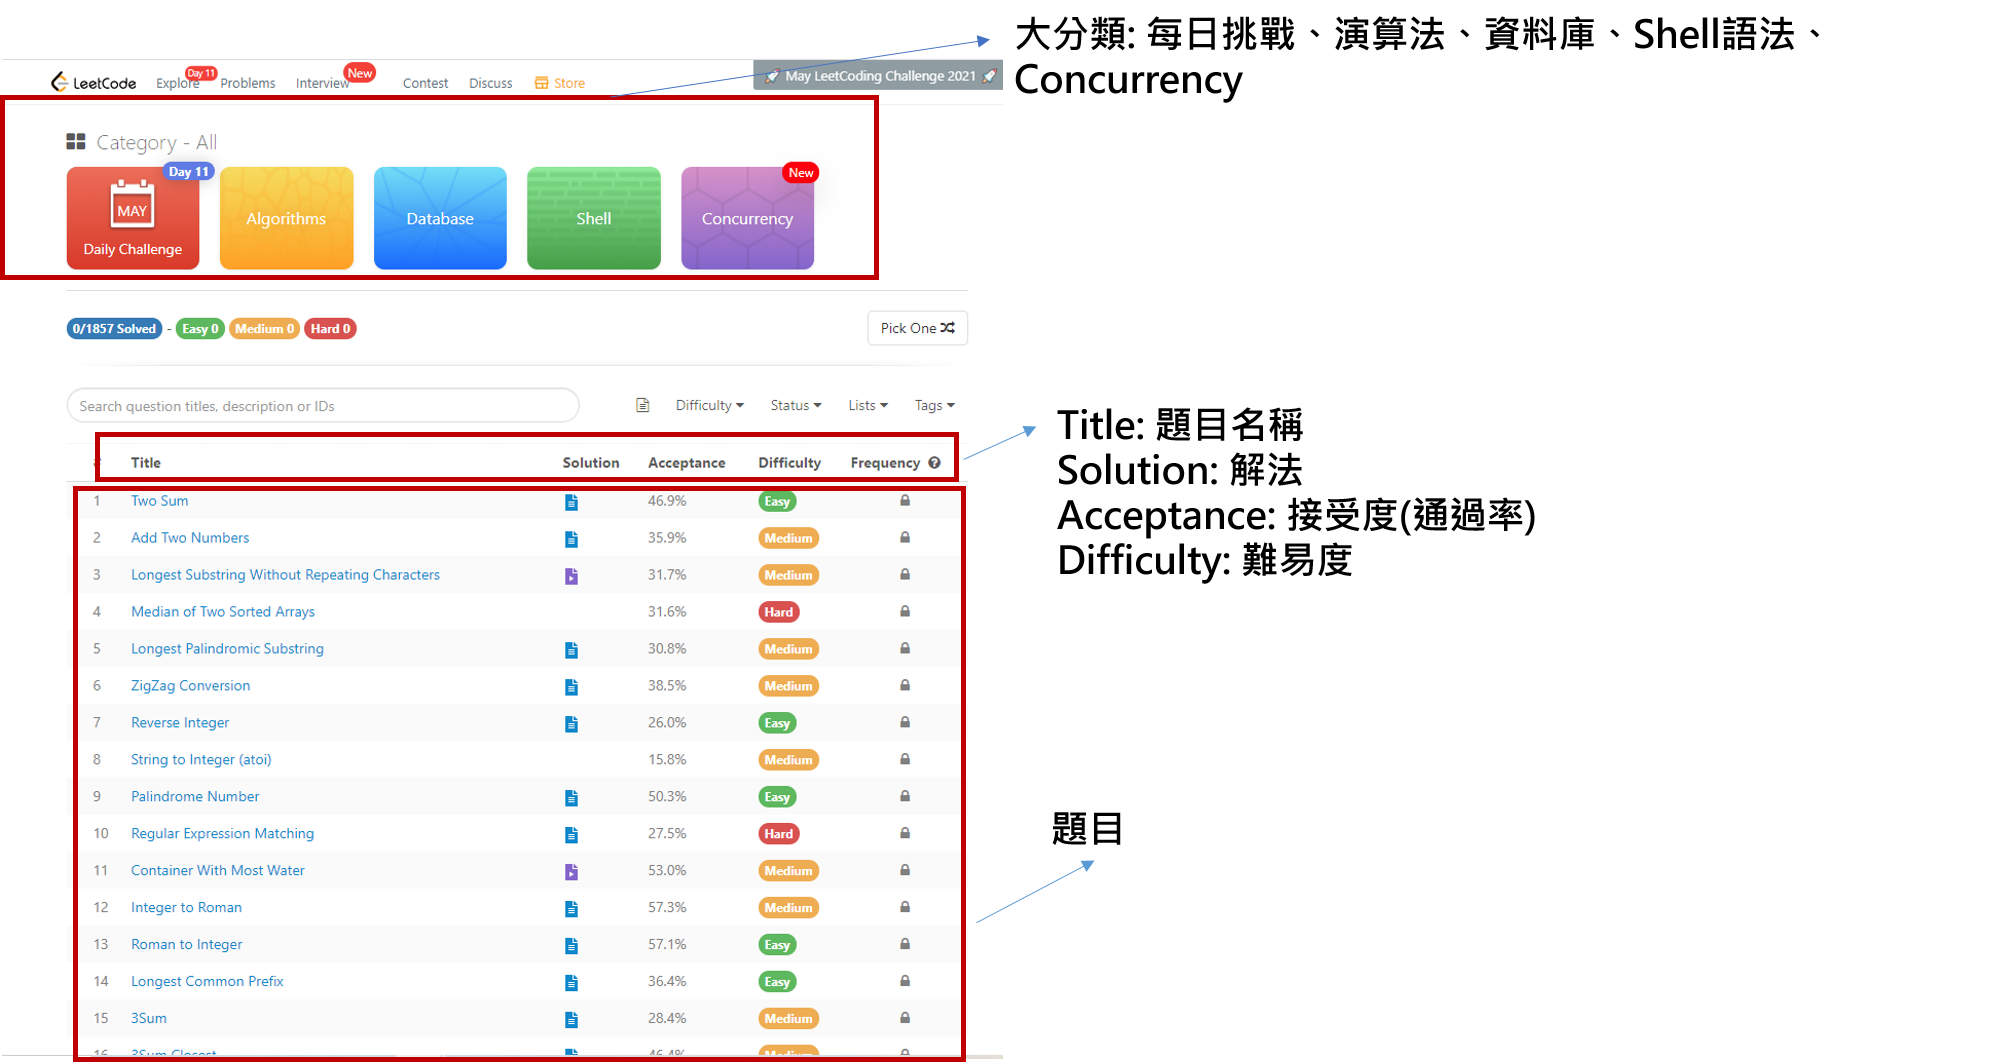 大分類: 每日挑戰、演算法、資料庫、Shell語法、
Concurrency
LeetCode Explore Day 11 Problems Interview New Contest Discuss Store May LeetCoding Challenge 2021
Category - All
Day 11
MAY
Daily Challenge
Algorithms
Database
Shell
New
Concurrency
0/1857 Solved - Easy 0 Medium 0 Hard 0
Pick One
Search question titles, description or IDs
Difficulty Status Lists Tags
Title: 題目名稱
Solution: 解法
Acceptance: 接受度(通過率)
Difficulty: 難易度
Title Solution Acceptance Difficulty Frequency
1 Two Sum 46.9% Easy
2 Add Two Numbers 35.9% Medium
3 Longest Substring Without Repeating Characters 31.7% Medium
4 Median of Two Sorted Arrays 31.6% Hard
5 Longest Palindromic Substring 30.8% Medium
6 ZigZag Conversion 38.5% Medium
7 Reverse Integer 26.0% Easy
8 String to Integer (atoi) 15.8% Medium
9 Palindrome Number 50.3% Easy
10 Regular Expression Matching 27.5% Hard
題目
11 Container With Most Water 53.0% Medium
12 Integer to Roman 57.3% Medium
13 Roman to Integer 57.1% Easy
14 Longest Common Prefix 36.4% Easy
15 3Sum 28.4% Medium
16 3Sum Closest 46.4% Medium